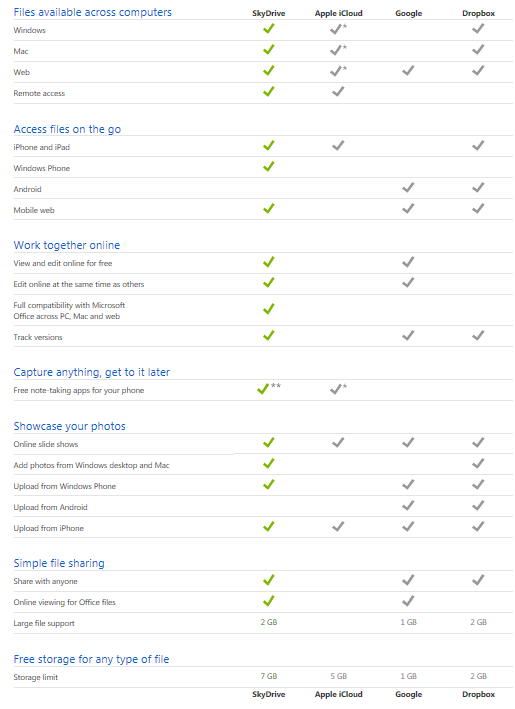 Files available across computers SkyDrive Apple iCloud Google Dropbox
Windows *
Mac *
Web *
Remote access
Access files on the go
iPhone and iPad
Windows Phone
Android
Mobile web
Work together online
View and edit online for free
Edit online at the same time as others
Full compatibility with Microsoft
Office across PC, Mac and web
Track versions
Capture anything, get to it later
Free note-taking apps for your phone ** *
Showcase your photos
Online slide shows
Add photos from Windows desktop and Mac
Upload from Windows Phone
Upload from Android
Upload from iPhone
Simple file sharing
Share with anyone
Online viewing for Office files
Large file support 2 GB 1 GB 2 GB
Free storage for any type of file
Storage limit 7 GB 5 GB 1 GB 2 GB
SkyDrive Apple iCloud Google Dropbox